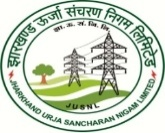 झारखण्ड ऊर्जा संचरण निगम लिमिटेड
झा.ऊ.सं.नि.लि.
JUSNL
JHARKHAND URJA SANCHARAN NIGAM LIMITED